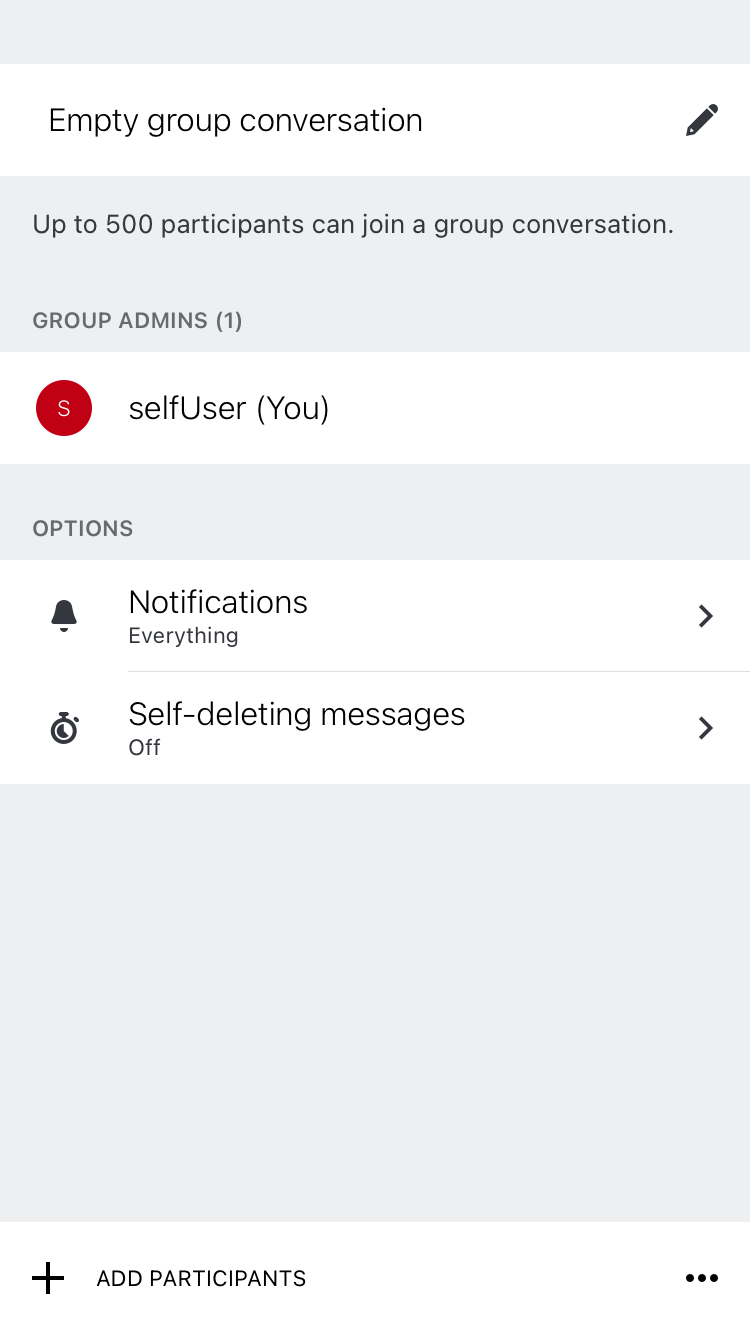 Empty group conversation
Up to 500 participants can join a group conversation.
GROUP ADMINS (1)
S
selfUser (You)
OPTIONS
Notifications
Everything
Self-deleting messages
Off
ADD PARTICIPANTS